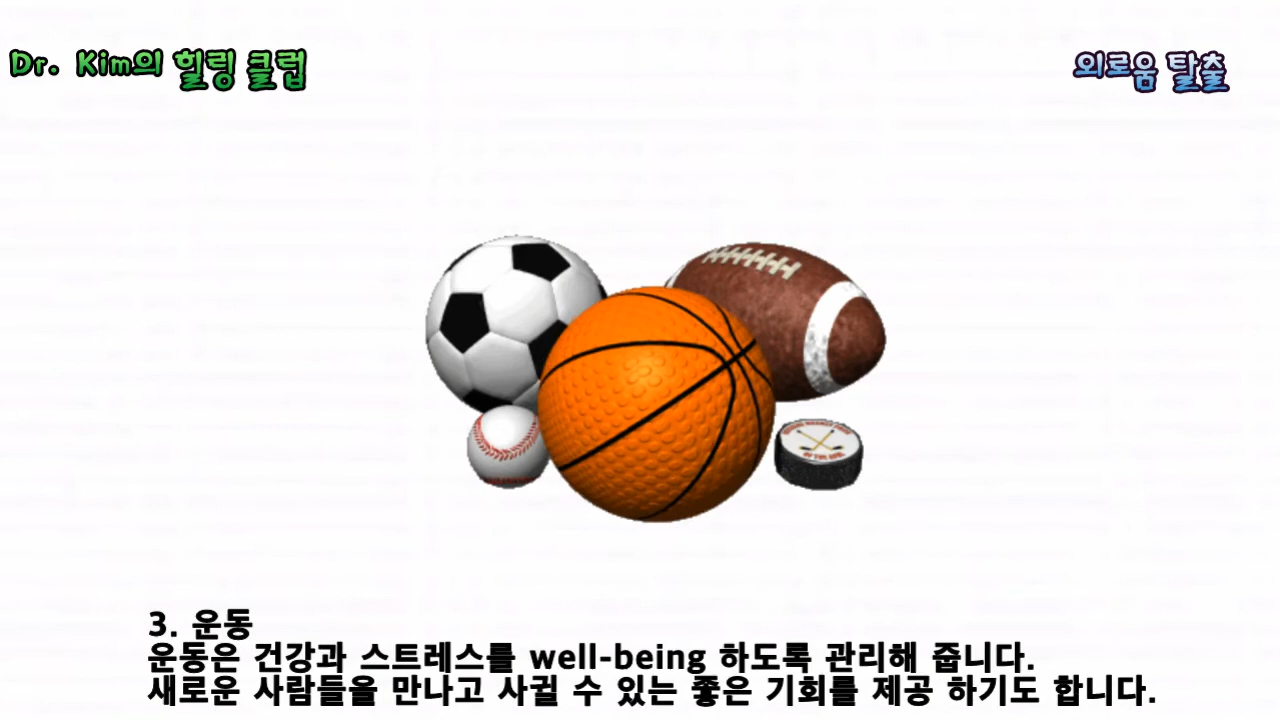 Dr. Kim의 힐링 클럽
외로움 탈출
3. 운동
운동은 건강과 스트레스를 well-being 하도록 관리해 줍니다.
새로운 사람들을 만나고 사귈 수 있는 좋은 기회를 제공 하기도 합니다.